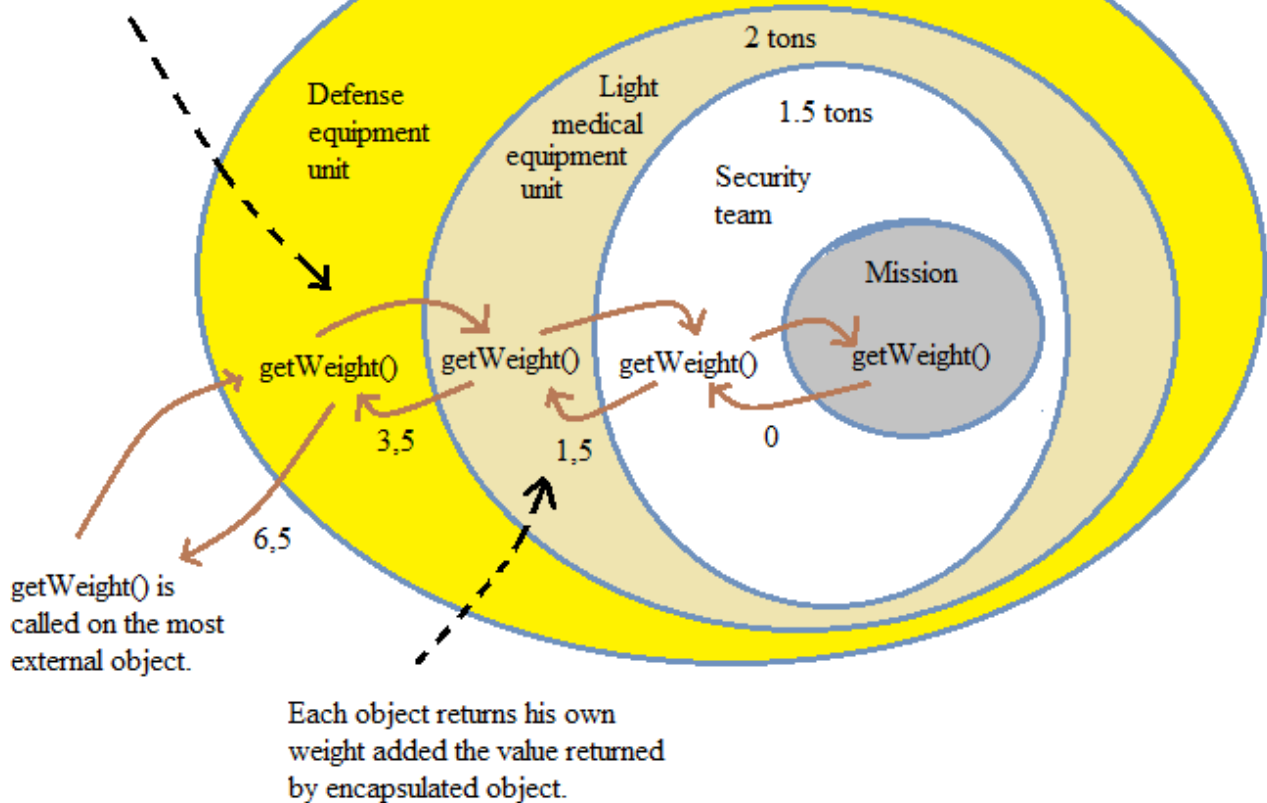 2 tons
Defense
equipment
unit
Light
medical
equipment
unit
1.5 tons
Security
team
Mission
getWeight()
getWeight()
getWeight()
getWeight()
3,5
1,5
0
6,5
getWeight() is
called on the most
external object.
Each object returns his own
weight added the value returned
by encapsulated object.